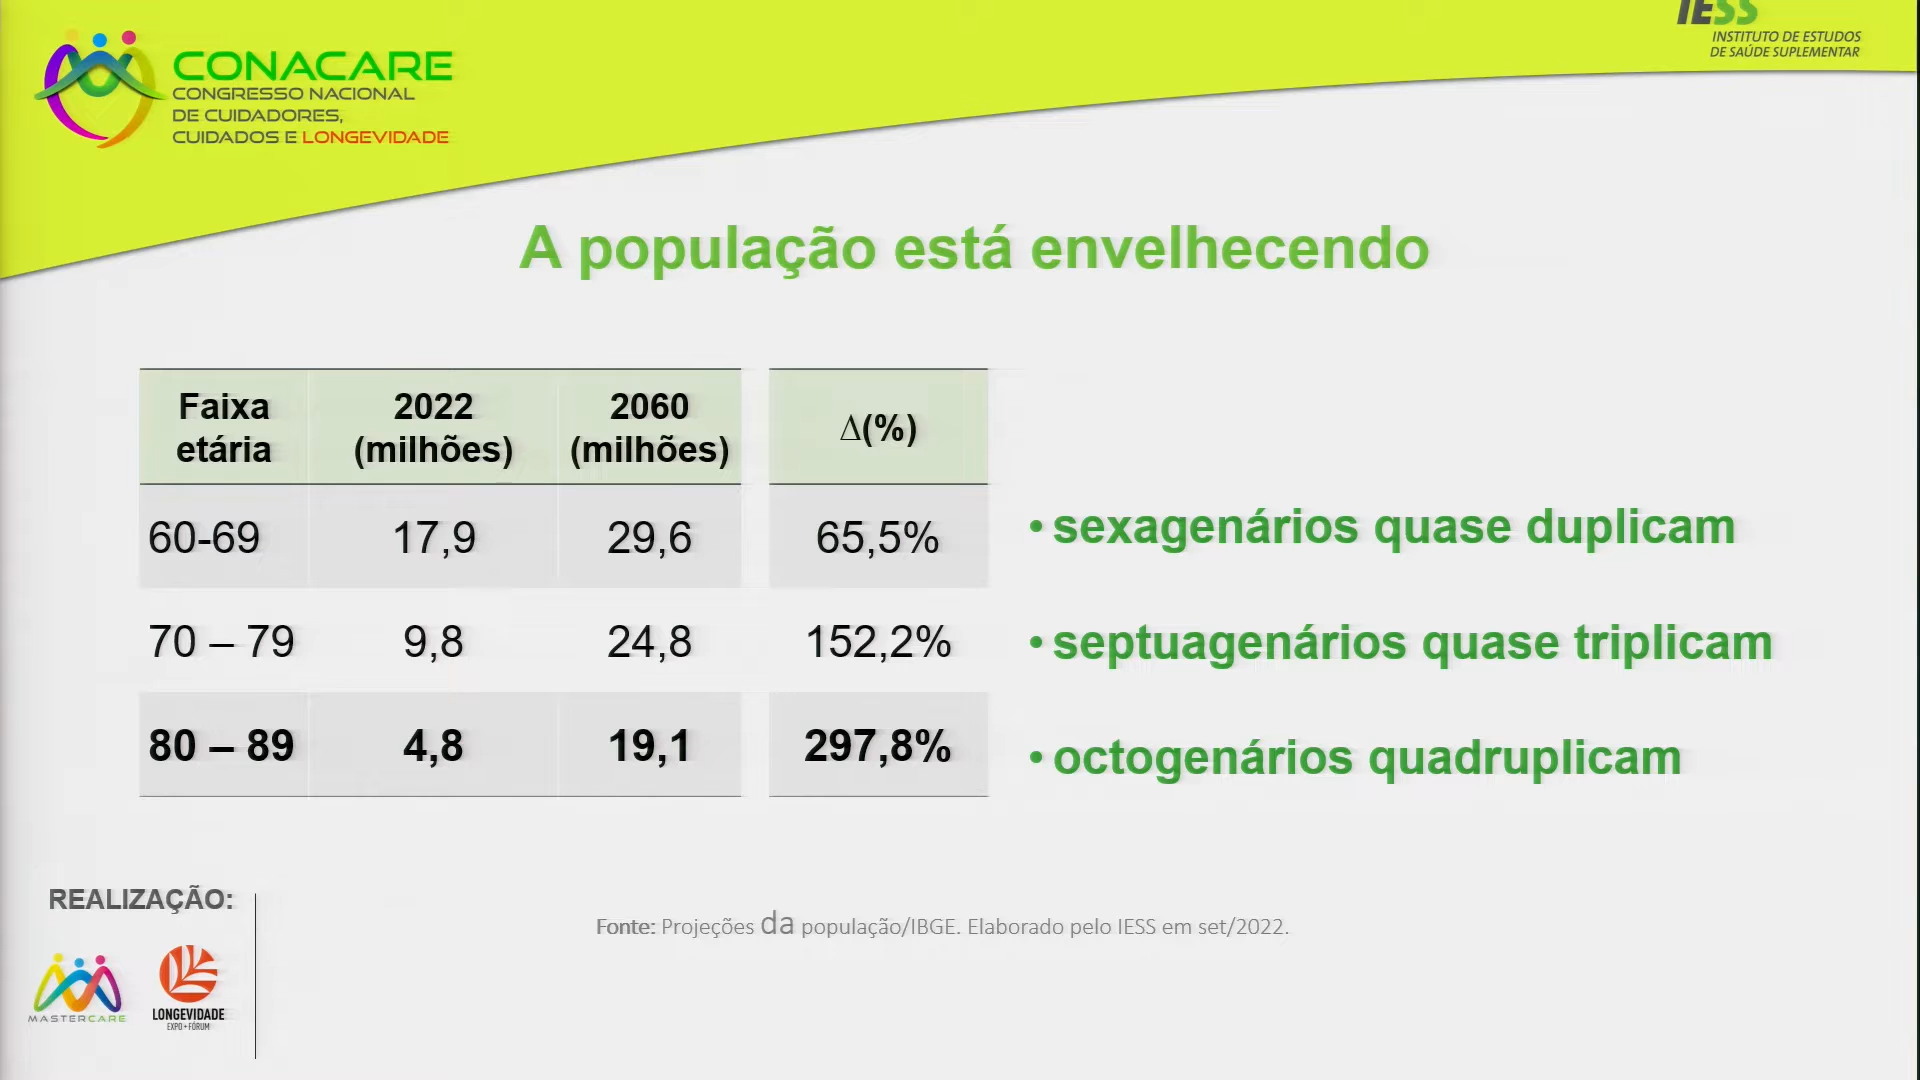 CONACARE
CONGRESSO NACIONAL
DE CUIDADORES,
CUIDADOS E LONGEVIDADE
IESS
INSTITUTO DE ESTUDOS
DE SAÚDE SUPLEMENTAR
A população está envelhecendo
Faixa etária 2022 (milhões) 2060 (milhões) Δ(%)
60-69 17,9 29,6 65,5%
70 – 79 9,8 24,8 152,2%
80 – 89 4,8 19,1 297,8%
• sexagenários quase duplicam
• septuagenários quase triplicam
• octogenários quadruplicam
REALIZAÇÃO:
MASTERCARE
LONGEVIDADE
EXPO+FÓRUM
Fonte: Projeções da população/IBGE. Elaborado pelo IESS em set/2022.